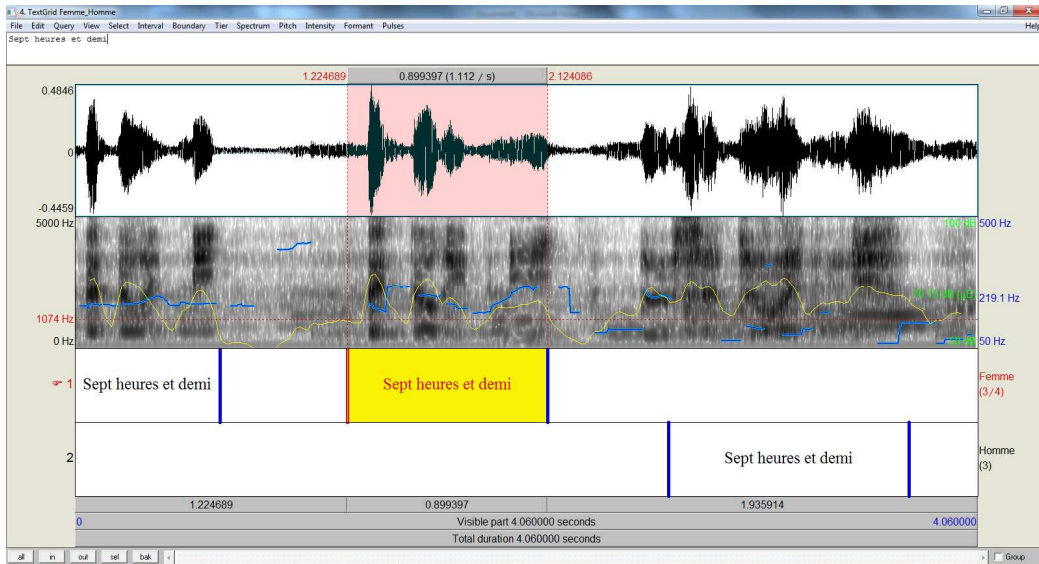 4. TextGrid Femme_Homme
File Edit Query View Select Interval Boundary Tier Spectrum Pitch Intensity Formant Pulses Help
Sept heures et demi
1.224689 0.899397 (1.112 / s) 2.124086
0.4846
0
-0.4459
5000 Hz 500 Hz
219.1 Hz
1074 Hz
0 Hz 50 Hz
1 Sept heures et demi Sept heures et demi Femme
(3/4)
2 Sept heures et demi Homme
(3)
1.224689 0.899397 1.935914
0 Visible part 4.060000 seconds 4.060000
Total duration 4.060000 seconds
all in out sel bak Group